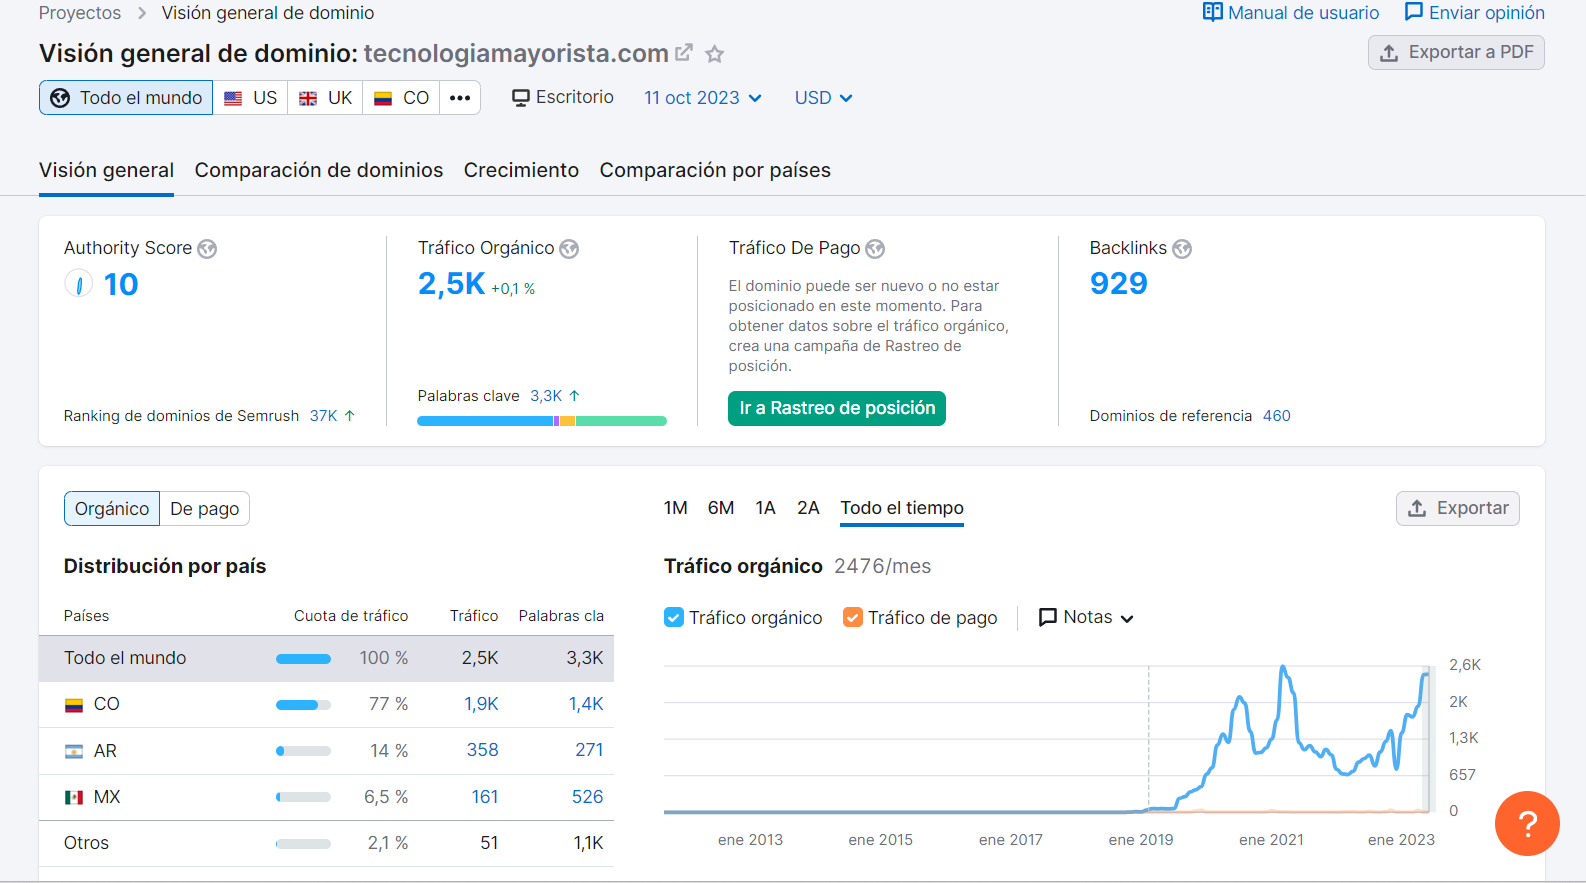 Proyectos > Visión general de dominio
Manual de usuario
Enviar opinión
Visión general de dominio: tecnologiamayorista.com
Exportar a PDF
Todo el mundo US UK CO •••
Escritorio 11 oct 2023 USD
Visión general Comparación de dominios Crecimiento Comparación por países
Authority Score
10
Ranking de dominios de Semrush 37K ↑
Tráfico Orgánico
2,5K +0,1 %
Palabras clave 3,3K ↑
Tráfico De Pago
El dominio puede ser nuevo o no estar
posicionado en este momento. Para
obtener datos sobre el tráfico orgánico,
crea una campaña de Rastreo de
posición.
Ir a Rastreo de posición
Backlinks
929
Dominios de referencia 460
Orgánico De pago
Distribución por país
Países Cuota de tráfico Tráfico Palabras cla
Todo el mundo 100 % 2,5K 3,3K
CO 77 % 1,9K 1,4K
AR 14 % 358 271
MX 6,5 % 161 526
Otros 2,1 % 51 1,1K
1M 6M 1A 2A Todo el tiempo
Exportar
Tráfico orgánico 2476/mes
Tráfico orgánico Tráfico de pago Notas
2,6K
2K
1,3K
657
0
ene 2013 ene 2015 ene 2017 ene 2019 ene 2021 ene 2023
?